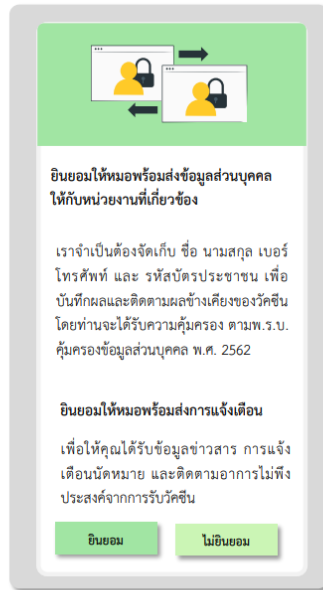 ยินยอมให้หมอพร้อมส่งข้อมูลส่วนบุคคล
ให้กับหน่วยงานที่เกี่ยวข้อง
เราจำเป็นต้องจัดเก็บ ชื่อ นามสกุล เบอร์
โทรศัพท์ และ รหัสบัตรประชาชน เพื่อ
บันทึกผลและติดตามผลข้างเคียงของวัคซีน
โดยท่านจะได้รับความคุ้มครอง ตามพ.ร.บ.
คุ้มครองข้อมูลส่วนบุคคล พ.ศ. 2562
ยินยอมให้หมอพร้อมส่งการแจ้งเตือน
เพื่อให้คุณได้รับข้อมูลข่าวสาร การแจ้ง
เตือนนัดหมาย และติดตามอาการไม่พึง
ประสงค์จากการรับวัคซีน
ยินยอม ไม่ยินยอม